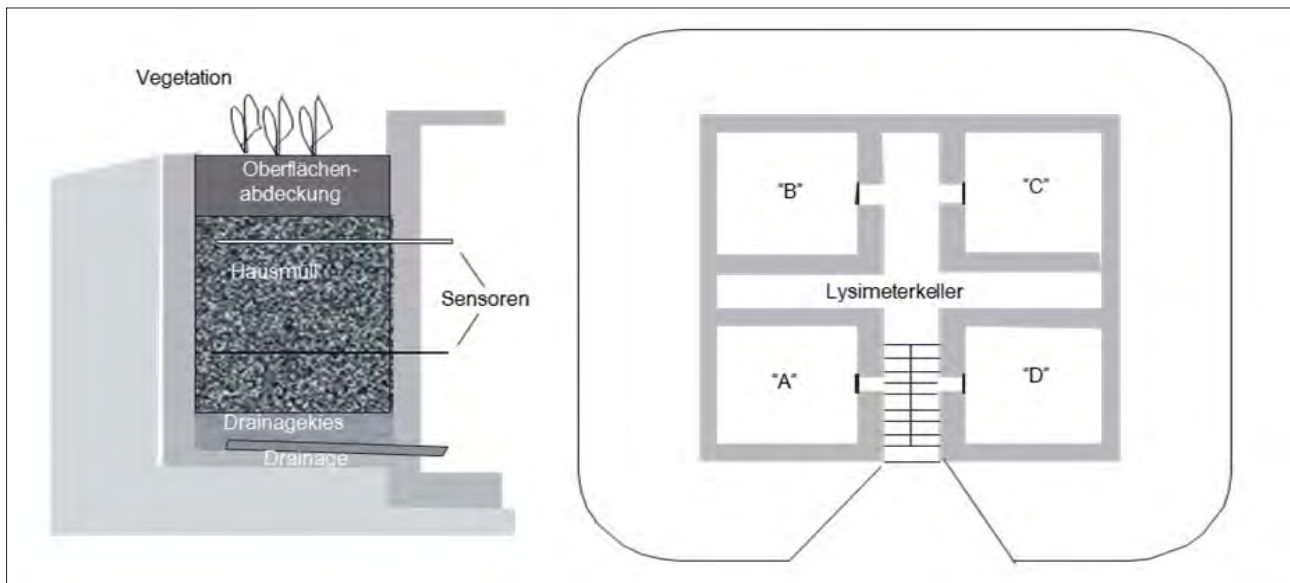 Vegetation
Oberflächen-
abdeckung
Hausmüll
Sensoren
Drainagekies
Drainage
"B"
"C"
Lysimeterkeller
"A"
"D"